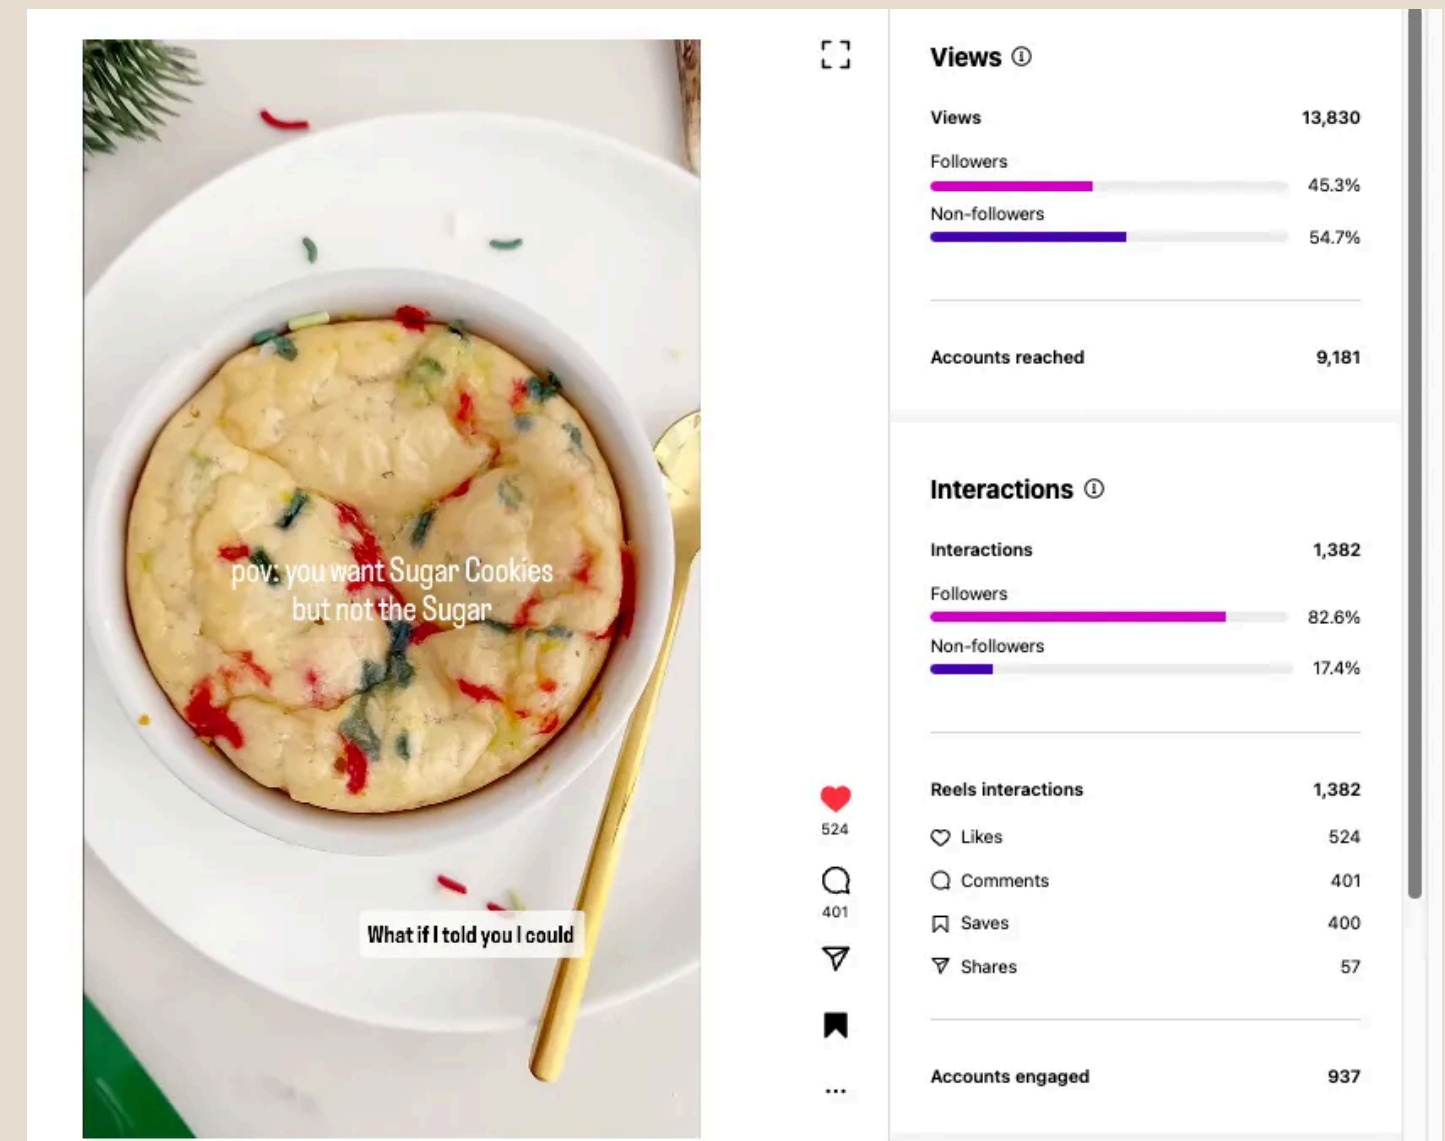 pov: you want Sugar Cookies
but not the Sugar
What if I told you I could
524
401
Views
Views 13,830
Followers
45.3%
Non-followers
54.7%
Accounts reached 9,181
Interactions
Interactions 1,382
Followers
82.6%
Non-followers
17.4%
Reels interactions 1,382
Likes 524
Comments 401
Saves 400
Shares 57
Accounts engaged 937